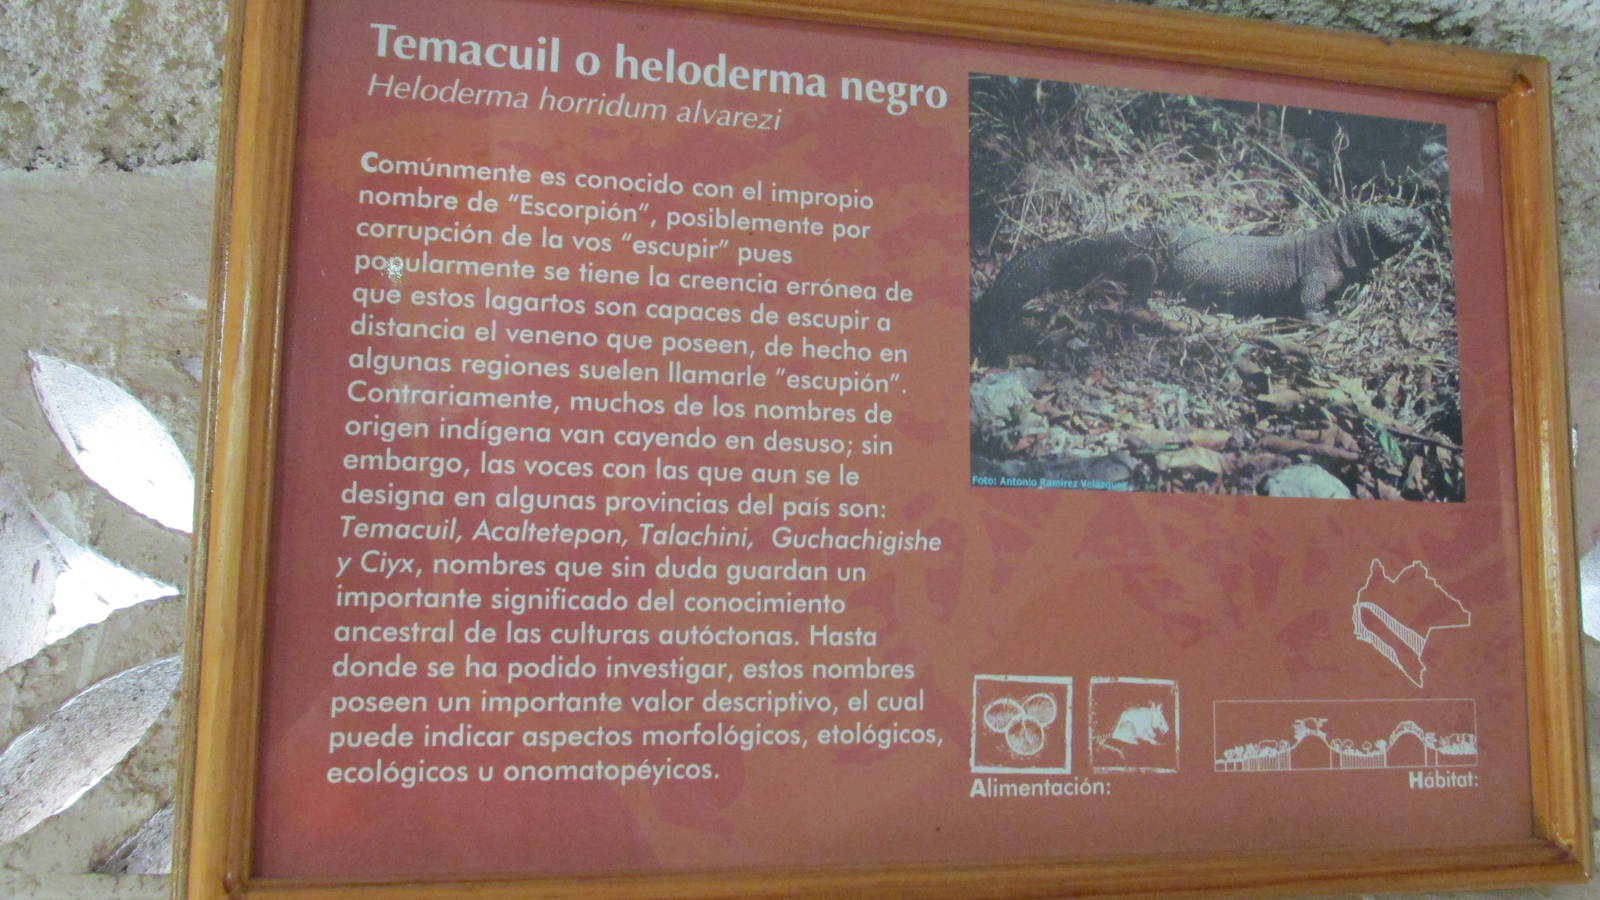 Temacuil o heloderma negro
Heloderma horridum alvarezi
Comúnmente es conocido con el impropio
nombre de “Escorpión”, posiblemente por
corrupción de la vos “escupir” pues
popularmente se tiene la creencia errónea de
que estos lagartos son capaces de escupir a
distancia el veneno que poseen, de hecho en
algunas regiones suelen llamarle “escupión”.
Contrariamente, muchos de los nombres de
origen indígena van cayendo en desuso; sin
embargo, las voces con las que aun se le
designa en algunas provincias del país son:
Temacuil, Acaltetepon, Talachini, Guchachigishe
y Ciyx, nombres que sin duda guardan un
importante significado del conocimiento
ancestral de las culturas autóctonas. Hasta
donde se ha podido investigar, estos nombres
poseen un importante valor descriptivo, el cual
puede indicar aspectos morfológicos, etológicos,
ecológicos u onomatopéyicos.
Foto: Antonio Ramírez Velázquez
Alimentación:
Hábitat: